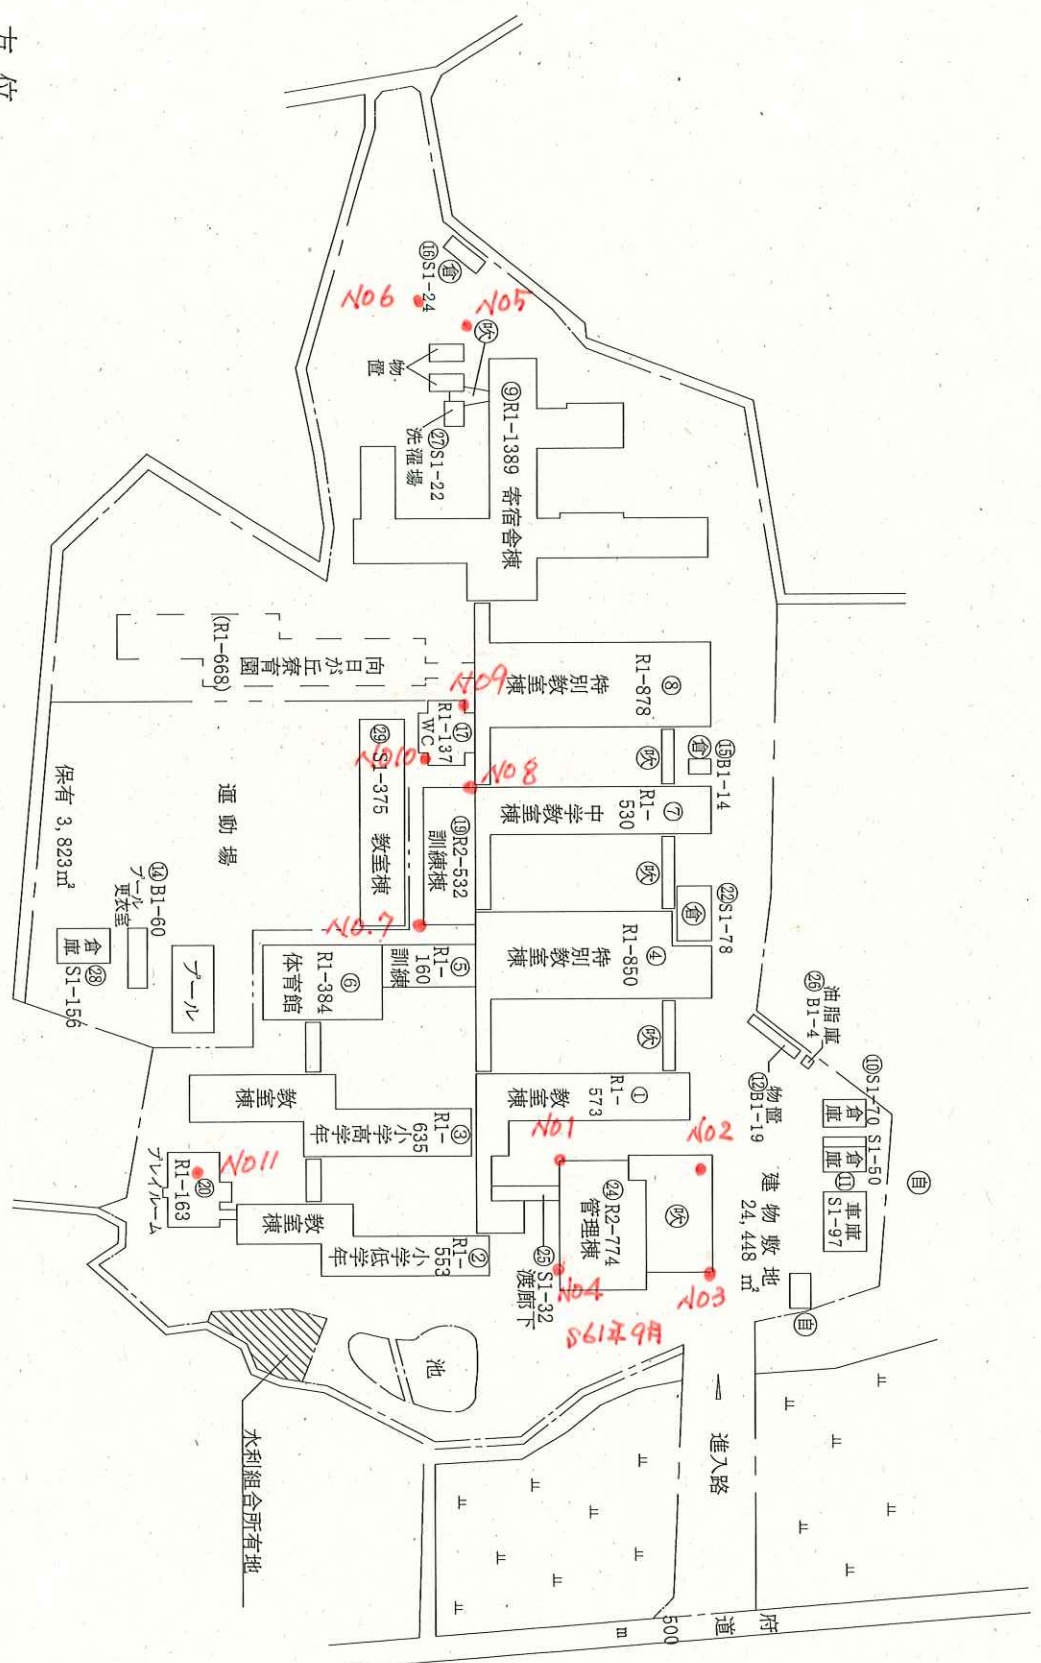 方位
⑯S1-24
倉
NO6
NO5
吹
物置
㉗S1-22
洗濯場
⑨R1-1389 寄宿舎棟
向日が丘療育園
(R1-668)
⑧
R1-878
特別教室棟
NO9
⑰
R1-137
WC
NO10
NO8
㉙S1-375 教室棟
吹
倉
⑮B1-14
⑦
R1-530
中学教室棟
⑲R2-532
訓練棟
NO.7
吹
倉
㉒S1-78
④
R1-850
特別教室棟
運動場
保有 3,823㎡
⑭B1-60
プール更衣室
倉庫 ㉘
S1-156
プール
⑤
R1-160
訓練
⑥
R1-384
体育館
吹
油脂庫
㉖B1-4
物置
⑫B1-19
①
R1-573
教室棟
③
R1-635
小学高学年
教室棟
NO1
NO2
NO11
⑳
R1-163
プレイルーム
②
R1-553
小学低学年
教室棟
㉔R2-774
管理棟
吹
㉕S1-32
渡廊下
NO4
NO3
S61年9月
⑩S1-70
倉庫
S1-50
倉庫
⑪
車庫
S1-97
自
自
建物敷地
24,448 ㎡
池
水利組合所有地
進入路
府道
500m